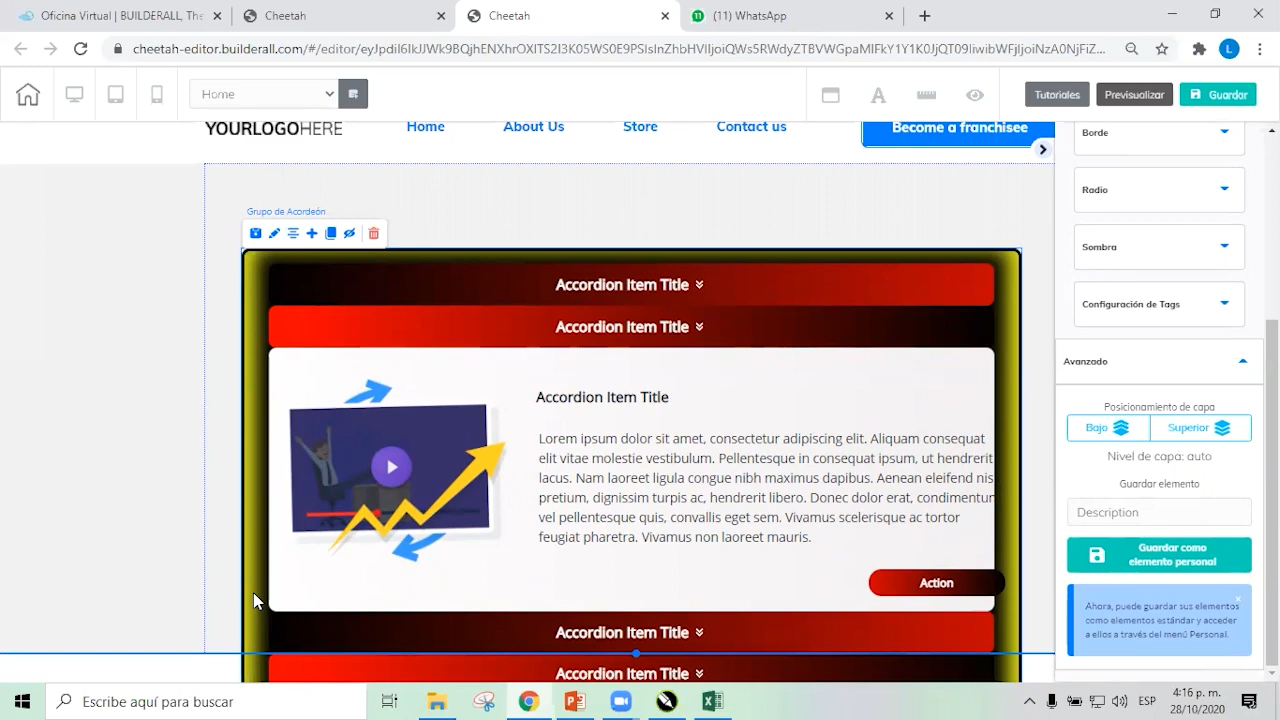 Oficina Virtual | BUILDERALL, The
Cheetah
Cheetah
(11) WhatsApp
cheetah-editor.builderall.com/#/editor/
Home
Tutoriales
Previsualizar
Guardar
YOURLOGOHERE
Home
About Us
Store
Contact us
Become a franchisee
Grupo de Acordeón
Accordion Item Title
Accordion Item Title
Accordion Item Title
Lorem ipsum dolor sit amet, consectetur adipiscing elit. Aliquam consequat
elit vitae molestie vestibulum. Pellentesque in consequat ipsum, ut hendrerit
lacus. Nam laoreet ligula congue nibh maximus dapibus. Aenean eleifend nis
pretium, dignissim turpis ac, hendrerit libero. Donec dolor erat, condimentum
vel pellentesque quis, convallis eget sem. Vivamus scelerisque ac tortor
feugiat pharetra. Vivamus non laoreet mauris.
Action
Accordion Item Title
Accordion Item Title
Borde
Radio
Sombra
Configuración de Tags
Avanzado
Posicionamiento de capa
Bajo
Superior
Nivel de capa: auto
Guardar elemento
Description
Guardar como
elemento personal
Ahora, puede guardar sus elementos
como elementos estándar y acceder
a ellos a través del menú Personal.
Escribe aquí para buscar
ESP
4:16 p. m.
28/10/2020